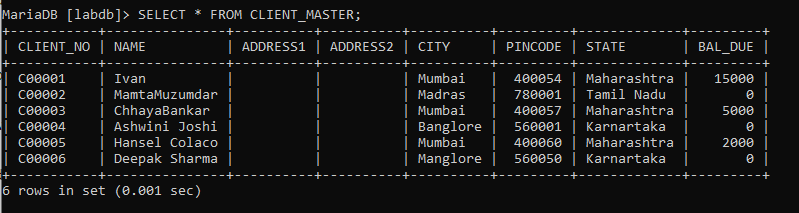 MariaDB [labdb]> SELECT * FROM CLIENT_MASTER;
+-----------+---------------+----------+----------+----------+---------+-------------+---------+
| CLIENT_NO | NAME          | ADDRESS1 | ADDRESS2 | CITY     | PINCODE | STATE       | BAL_DUE |
+-----------+---------------+----------+----------+----------+---------+-------------+---------+
| C00001    | Ivan          |          |          | Mumbai   |  400054 | Maharashtra |   15000 |
| C00002    | MamtaMuzumdar |          |          | Madras   |  780001 | Tamil Nadu  |       0 |
| C00003    | ChhayaBankar  |          |          | Mumbai   |  400057 | Maharashtra |    5000 |
| C00004    | Ashwini Joshi |          |          | Banglore |  560001 | Karnartaka  |       0 |
| C00005    | Hansel Colaco |          |          | Mumbai   |  400060 | Maharashtra |    2000 |
| C00006    | Deepak Sharma |          |          | Manglore |  560050 | Karnartaka  |       0 |
+-----------+---------------+----------+----------+----------+---------+-------------+---------+
6 rows in set (0.001 sec)